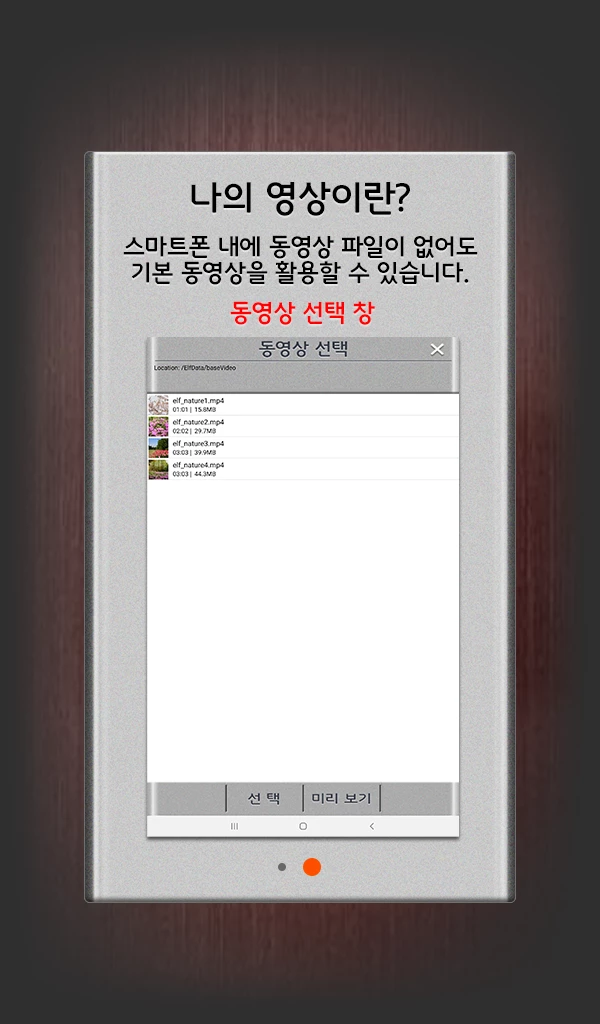 나의 영상이란?
스마트폰 내에 동영상 파일이 없어도
기본 동영상을 활용할 수 있습니다.
동영상 선택 창
동영상 선택
Location: /ElfData/baseVideo
elf_nature1.mp4
01:01 | 15.8MB
elf_nature2.mp4
02:02 | 29.7MB
elf_nature3.mp4
03:03 | 39.9MB
elf_nature4.mp4
03:03 | 44.3MB
선 택 미리 보기